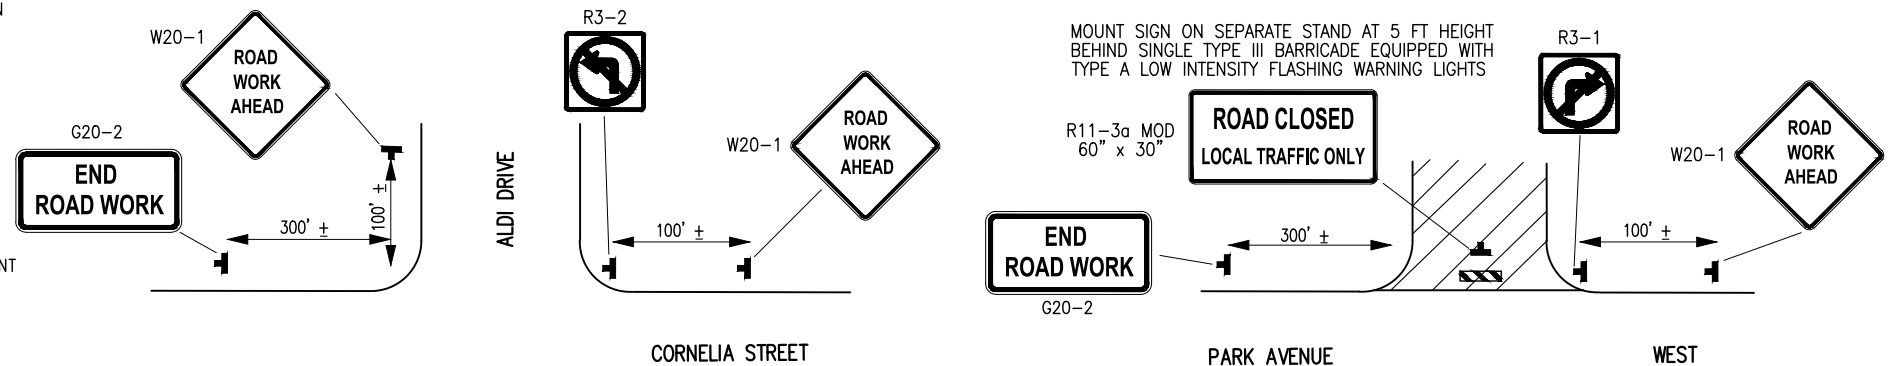 N
W20-1
ROAD
WORK
AHEAD
G20-2
END
ROAD WORK
300' ±
100' ±
NT
R3-2
ALDI DRIVE
W20-1
ROAD
WORK
AHEAD
100' ±
CORNELIA STREET
MOUNT SIGN ON SEPARATE STAND AT 5 FT HEIGHT
BEHIND SINGLE TYPE III BARRICADE EQUIPPED WITH
TYPE A LOW INTENSITY FLASHING WARNING LIGHTS
R11-3a MOD
60" x 30"
ROAD CLOSED
LOCAL TRAFFIC ONLY
END
ROAD WORK
G20-2
300' ±
R3-1
W20-1
ROAD
WORK
AHEAD
100' ±
PARK AVENUE
WEST